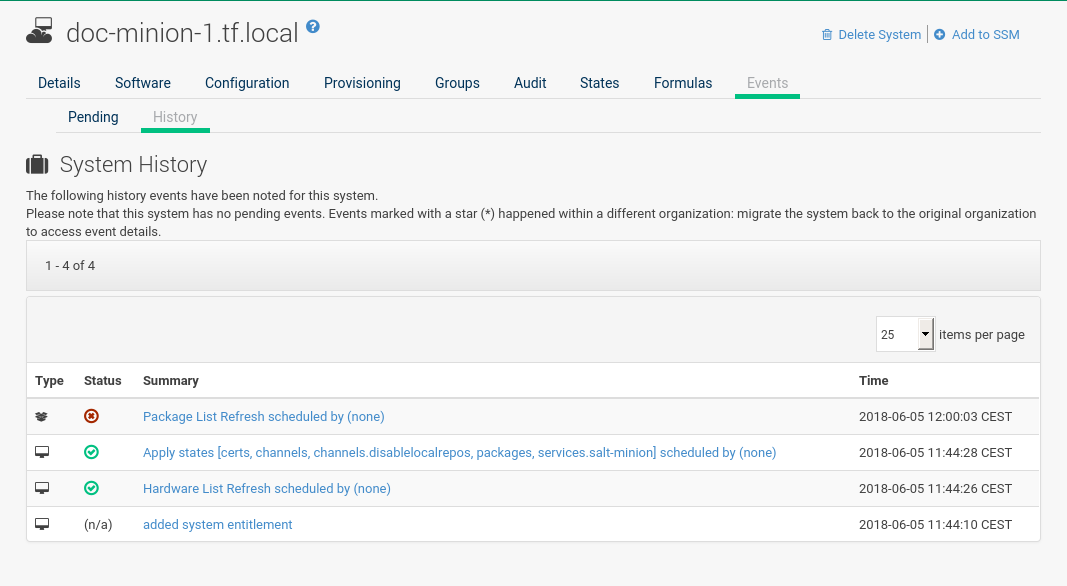 doc-minion-1.tf.local ?
Delete System | Add to SSM
Details Software Configuration Provisioning Groups Audit States Formulas Events
Pending History
System History
The following history events have been noted for this system.
Please note that this system has no pending events. Events marked with a star (*) happened within a different organization: migrate the system back to the original organization
to access event details.
1 - 4 of 4
25 items per page
Type Status Summary Time
Package List Refresh scheduled by (none) 2018-06-05 12:00:03 CEST
Apply states [certs, channels, channels.disablelocalrepos, packages, services.salt-minion] scheduled by (none) 2018-06-05 11:44:28 CEST
Hardware List Refresh scheduled by (none) 2018-06-05 11:44:26 CEST
(n/a) added system entitlement 2018-06-05 11:44:10 CEST